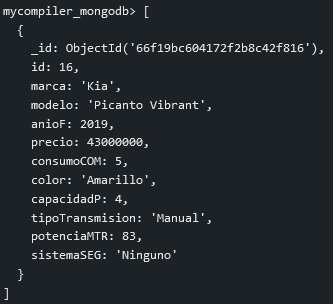 mycompiler_mongodb> [
  {
    _id: ObjectId('66f19bc604172f2b8c42f816'),
    id: 16,
    marca: 'Kia',
    modelo: 'Picanto Vibrant',
    anioF: 2019,
    precio: 43000000,
    consumoCOM: 5,
    color: 'Amarillo',
    capacidadP: 4,
    tipoTransmision: 'Manual',
    potenciaMTR: 83,
    sistemaSEG: 'Ninguno'
  }
]